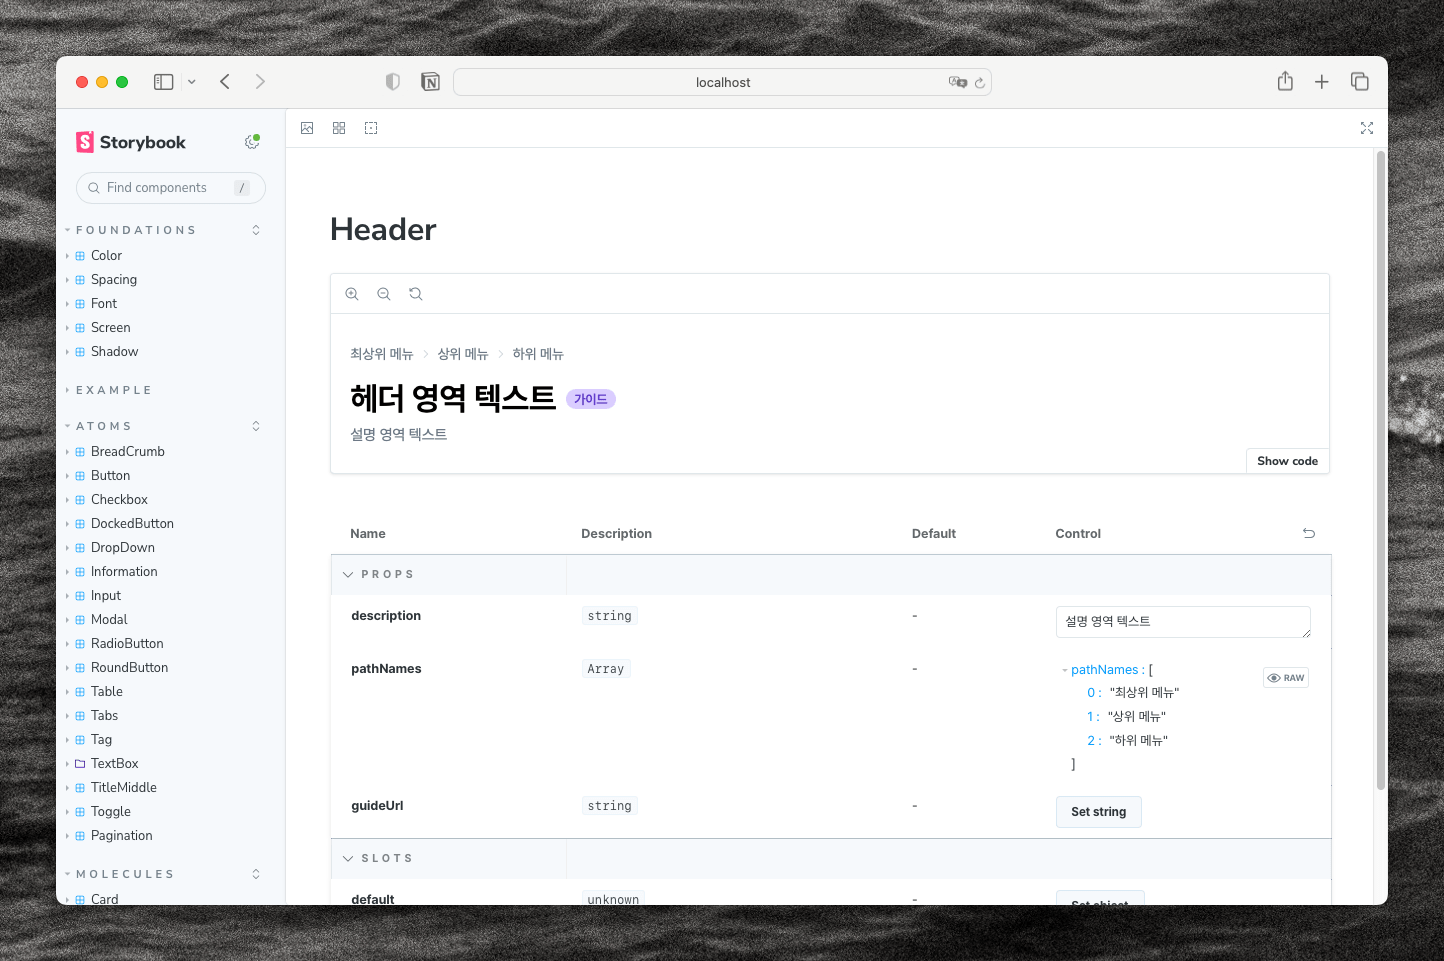 localhost
Storybook
Find components /
FOUNDATIONS
Color
Spacing
Font
Screen
Shadow
EXAMPLE
ATOMS
BreadCrumb
Button
Checkbox
DockedButton
DropDown
Information
Input
Modal
RadioButton
RoundButton
Table
Tabs
Tag
TextBox
TitleMiddle
Toggle
Pagination
MOLECULES
Card
Header
최상위 메뉴 > 상위 메뉴 > 하위 메뉴
헤더 영역 텍스트 가이드
설명 영역 텍스트
Show code
Name Description Default Control
PROPS
description string - 설명 영역 텍스트
pathNames Array - pathNames : [ RAW
0 : "최상위 메뉴"
1 : "상위 메뉴"
2 : "하위 메뉴"
]
guideUrl string - Set string
SLOTS
default unknown - Set object